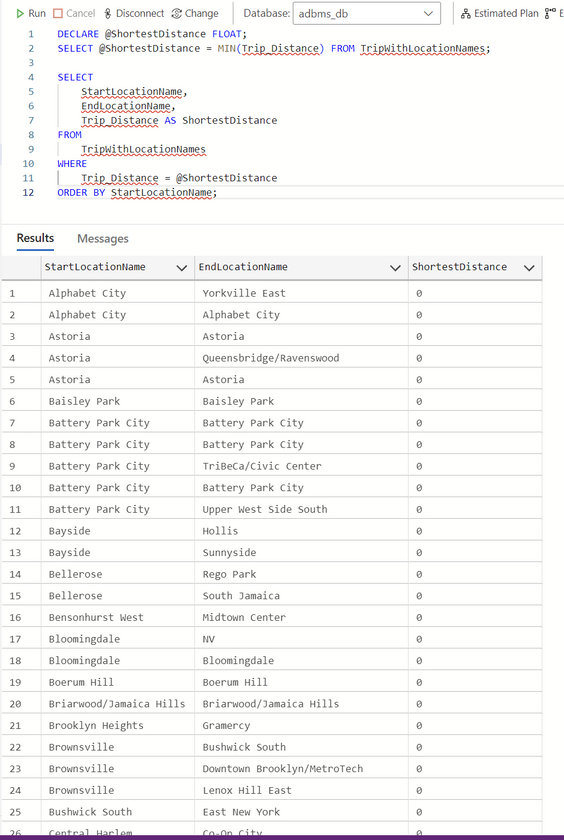 Run Cancel Disconnect Change Database: adbms_db Estimated Plan
1 DECLARE @ShortestDistance FLOAT;
2 SELECT @ShortestDistance = MIN(Trip_Distance) FROM TripWithLocationNames;
3
4 SELECT
5 StartLocationName,
6 EndLocationName,
7 Trip_Distance AS ShortestDistance
8 FROM
9 TripWithLocationNames
10 WHERE
11 Trip_Distance = @ShortestDistance
12 ORDER BY StartLocationName;
Results Messages
StartLocationName EndLocationName ShortestDistance
1 Alphabet City Yorkville East 0
2 Alphabet City Alphabet City 0
3 Astoria Astoria 0
4 Astoria Queensbridge/Ravenswood 0
5 Astoria Astoria 0
6 Baisley Park Baisley Park 0
7 Battery Park City Battery Park City 0
8 Battery Park City Battery Park City 0
9 Battery Park City TriBeCa/Civic Center 0
10 Battery Park City Battery Park City 0
11 Battery Park City Upper West Side South 0
12 Bayside Hollis 0
13 Bayside Sunnyside 0
14 Bellerose Rego Park 0
15 Bellerose South Jamaica 0
16 Bensonhurst West Midtown Center 0
17 Bloomingdale NV 0
18 Bloomingdale Bloomingdale 0
19 Boerum Hill Boerum Hill 0
20 Briarwood/Jamaica Hills Briarwood/Jamaica Hills 0
21 Brooklyn Heights Gramercy 0
22 Brownsville Bushwick South 0
23 Brownsville Downtown Brooklyn/MetroTech 0
24 Brownsville Lenox Hill East 0
25 Bushwick South East New York 0
26 Central Harlem Co-Op City 0